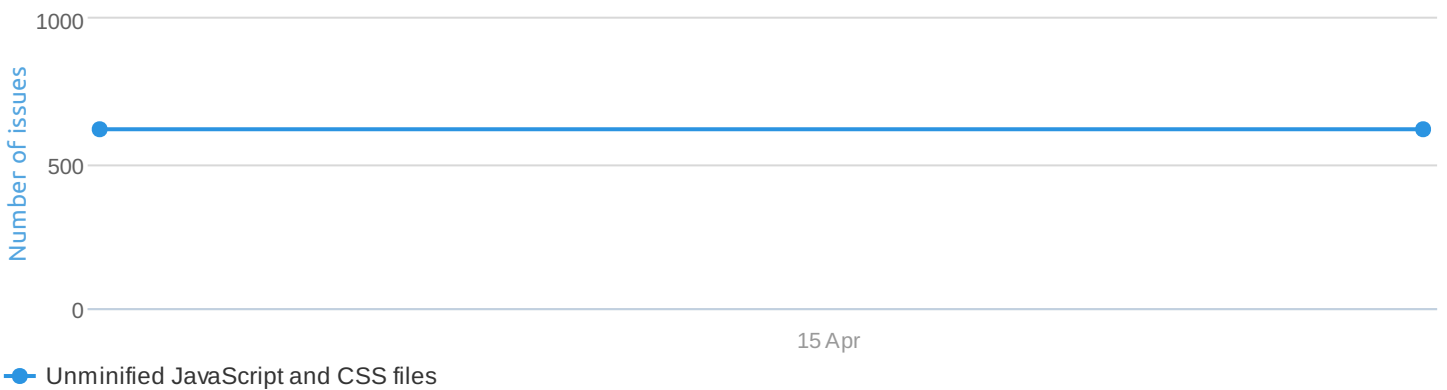 1000
Number of issues
500
0
15 Apr
Unminified JavaScript and CSS files